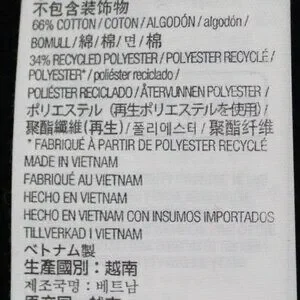 不包含装饰物
66% COTTON / COTON / ALGODÓN / algodón /
BOMULL / 綿 / 棉 / 면 / 棉
34% RECYCLED POLYESTER / POLYESTER RECYCLÉ /
POLYESTER* / poliéster reciclado /
POLIÉSTER RECICLADO / ÅTERVUNNEN POLYESTER /
ポリエステル (再生ポリエステルを使用) /
聚酯纖維(再生) / 폴리에스터 / 聚酯纤维
* FABRIQUÉ À PARTIR DE POLYESTER RECYCLÉ
MADE IN VIETNAM
FABRIQUÉ AU VIETNAM
HECHO EN VIETNAM
HECHO EN VIETNAM CON INSUMOS IMPORTADOS
TILLVERKAD I VIETNAM
ベトナム製
生產國別：越南
제조국명 : 베트남